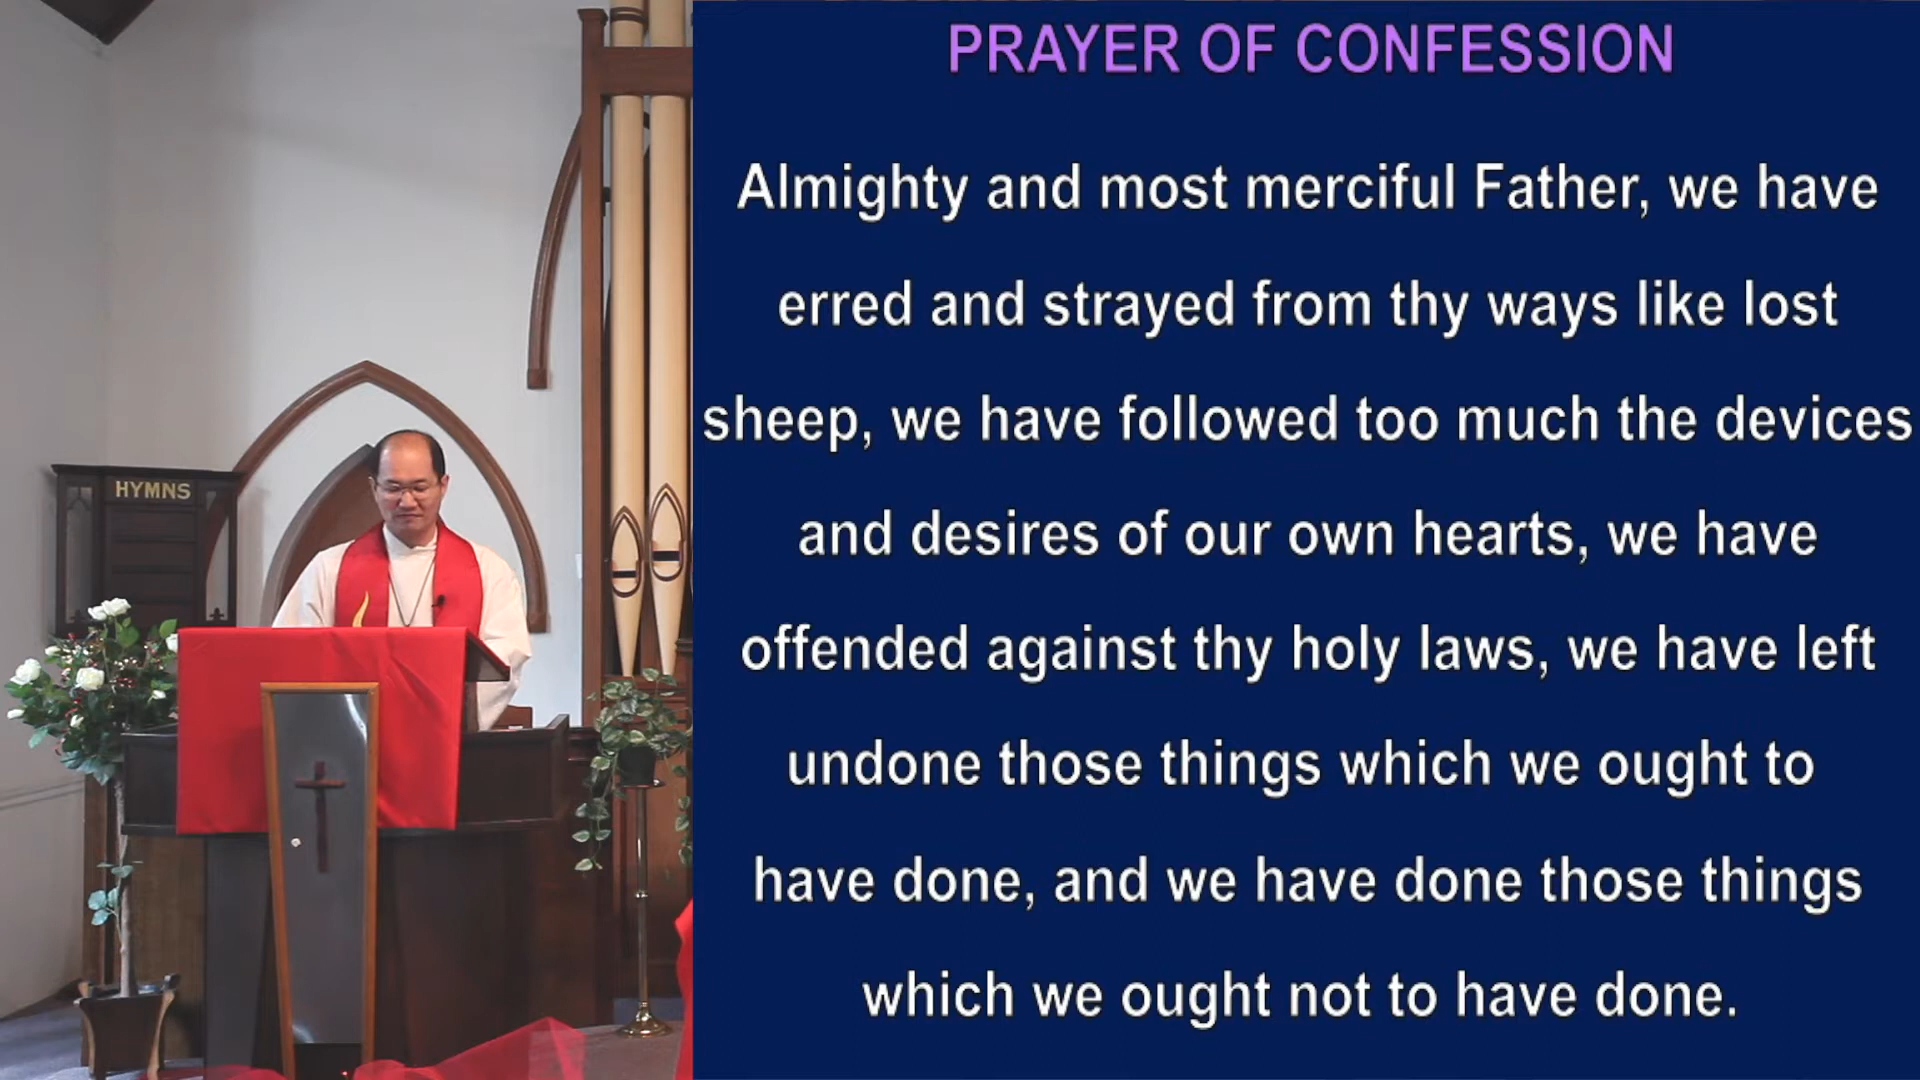 HYMNS
PRAYER OF CONFESSION
Almighty and most merciful Father, we have
erred and strayed from thy ways like lost
sheep, we have followed too much the devices
and desires of our own hearts, we have
offended against thy holy laws, we have left
undone those things which we ought to
have done, and we have done those things
which we ought not to have done.